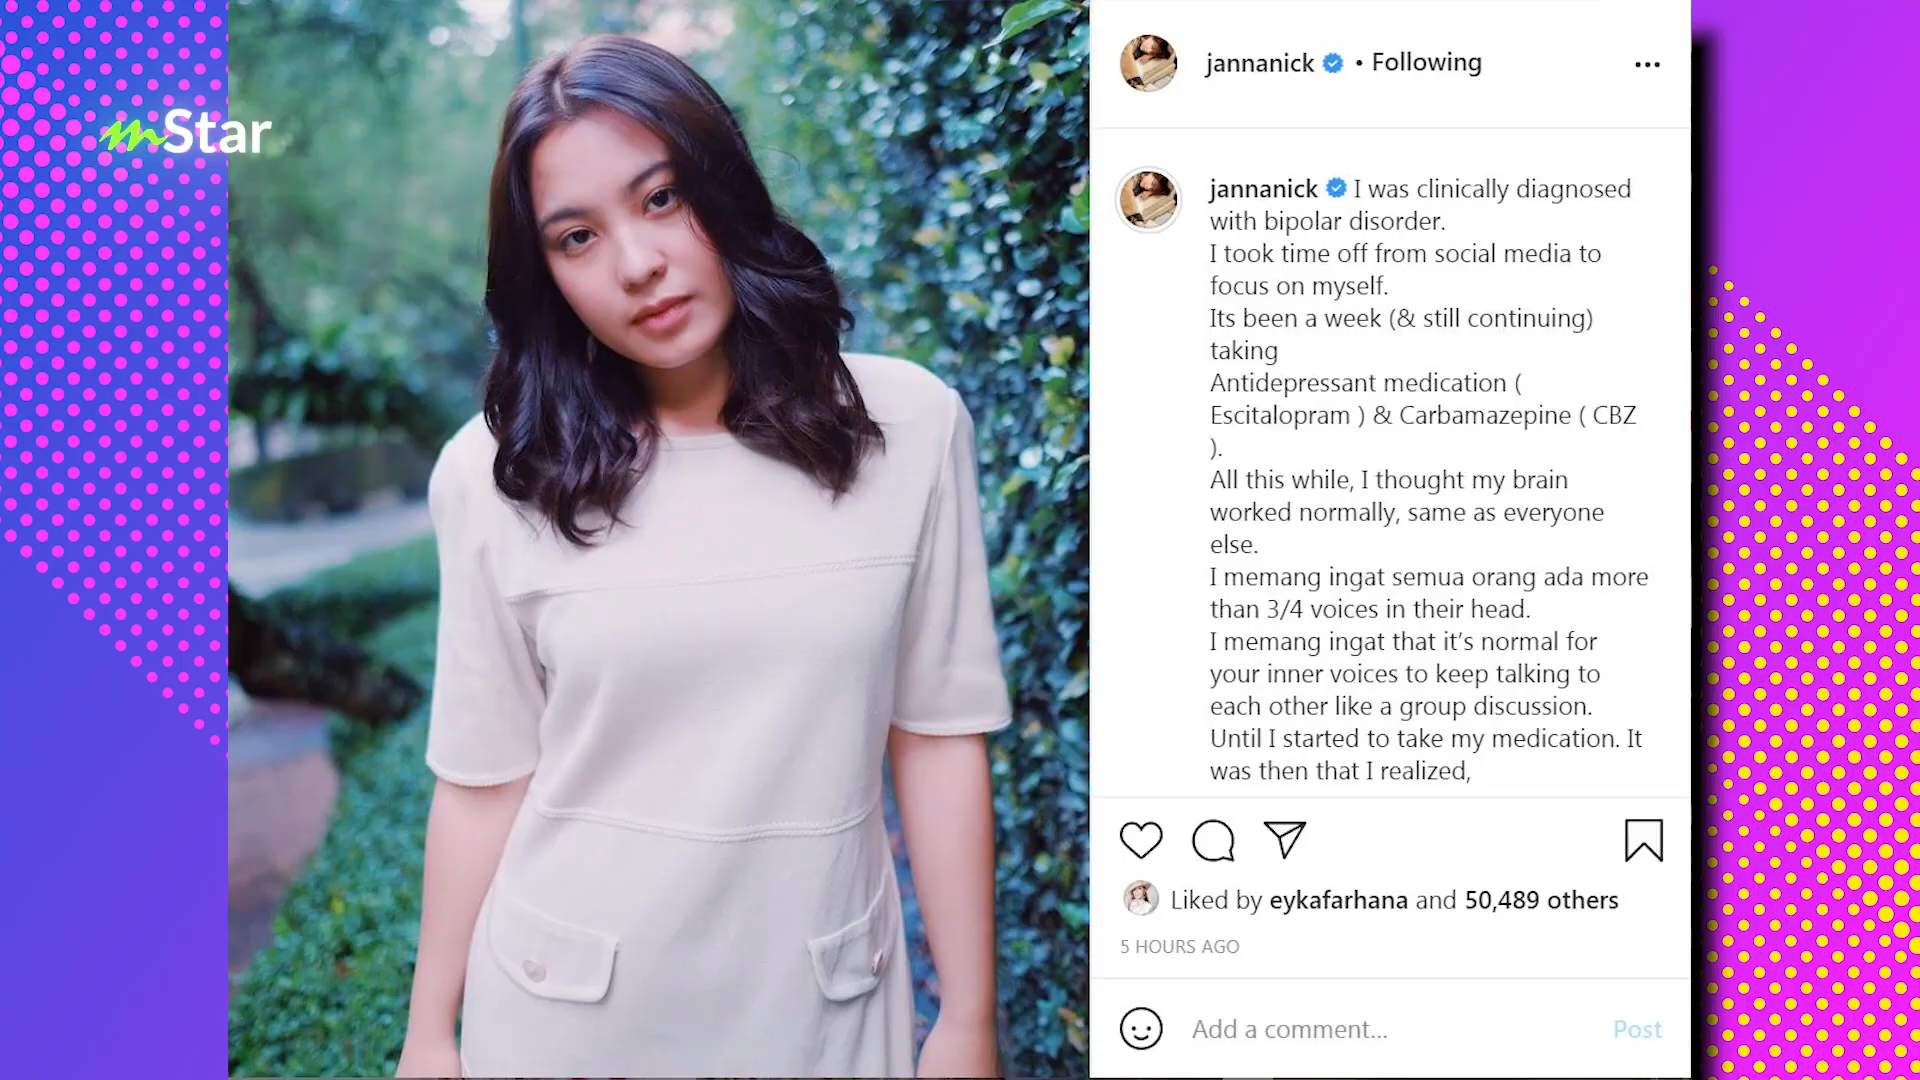 mStar
jannanick • Following
jannanick I was clinically diagnosed
with bipolar disorder.
I took time off from social media to
focus on myself.
Its been a week (& still continuing)
taking
Antidepressant medication (
Escitalopram ) & Carbamazepine ( CBZ
).
All this while, I thought my brain
worked normally, same as everyone
else.
I memang ingat semua orang ada more
than 3/4 voices in their head.
I memang ingat that it’s normal for
your inner voices to keep talking to
each other like a group discussion.
Until I started to take my medication. It
was then that I realized,
Liked by eykafarhana and 50,489 others
5 HOURS AGO
Add a comment...
Post